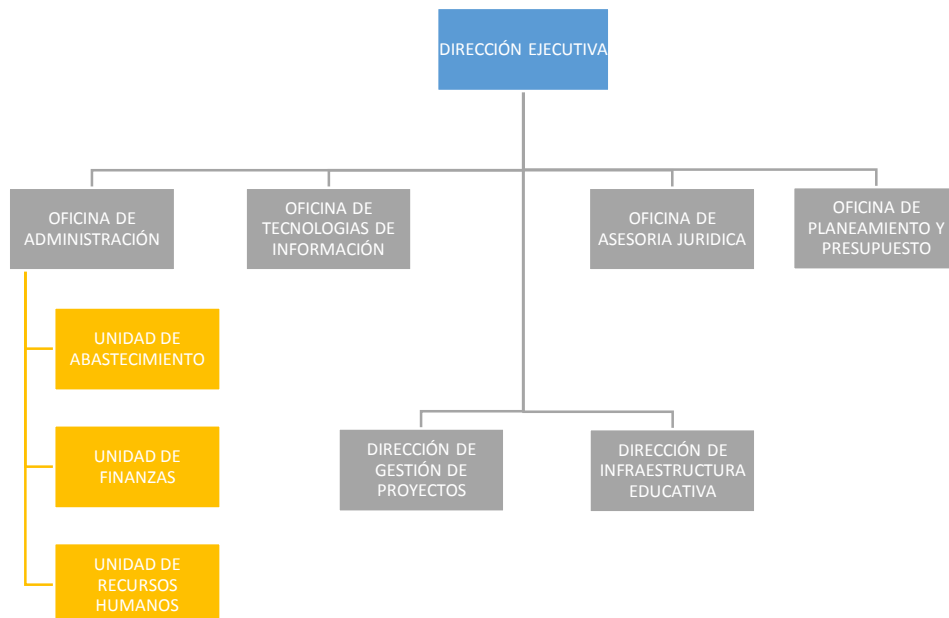 DIRECCIÓN EJECUTIVA
OFICINA DE
ADMINISTRACIÓN
OFICINA DE
TECNOLOGIAS DE
INFORMACIÓN
OFICINA DE
ASESORIA JURIDICA
OFICINA DE
PLANEAMIENTO Y
PRESUPUESTO
UNIDAD DE
ABASTECIMIENTO
UNIDAD DE
FINANZAS
UNIDAD DE
RECURSOS
HUMANOS
DIRECCIÓN DE
GESTIÓN DE
PROYECTOS
DIRECCIÓN DE
INFRAESTRUCTURA
EDUCATIVA